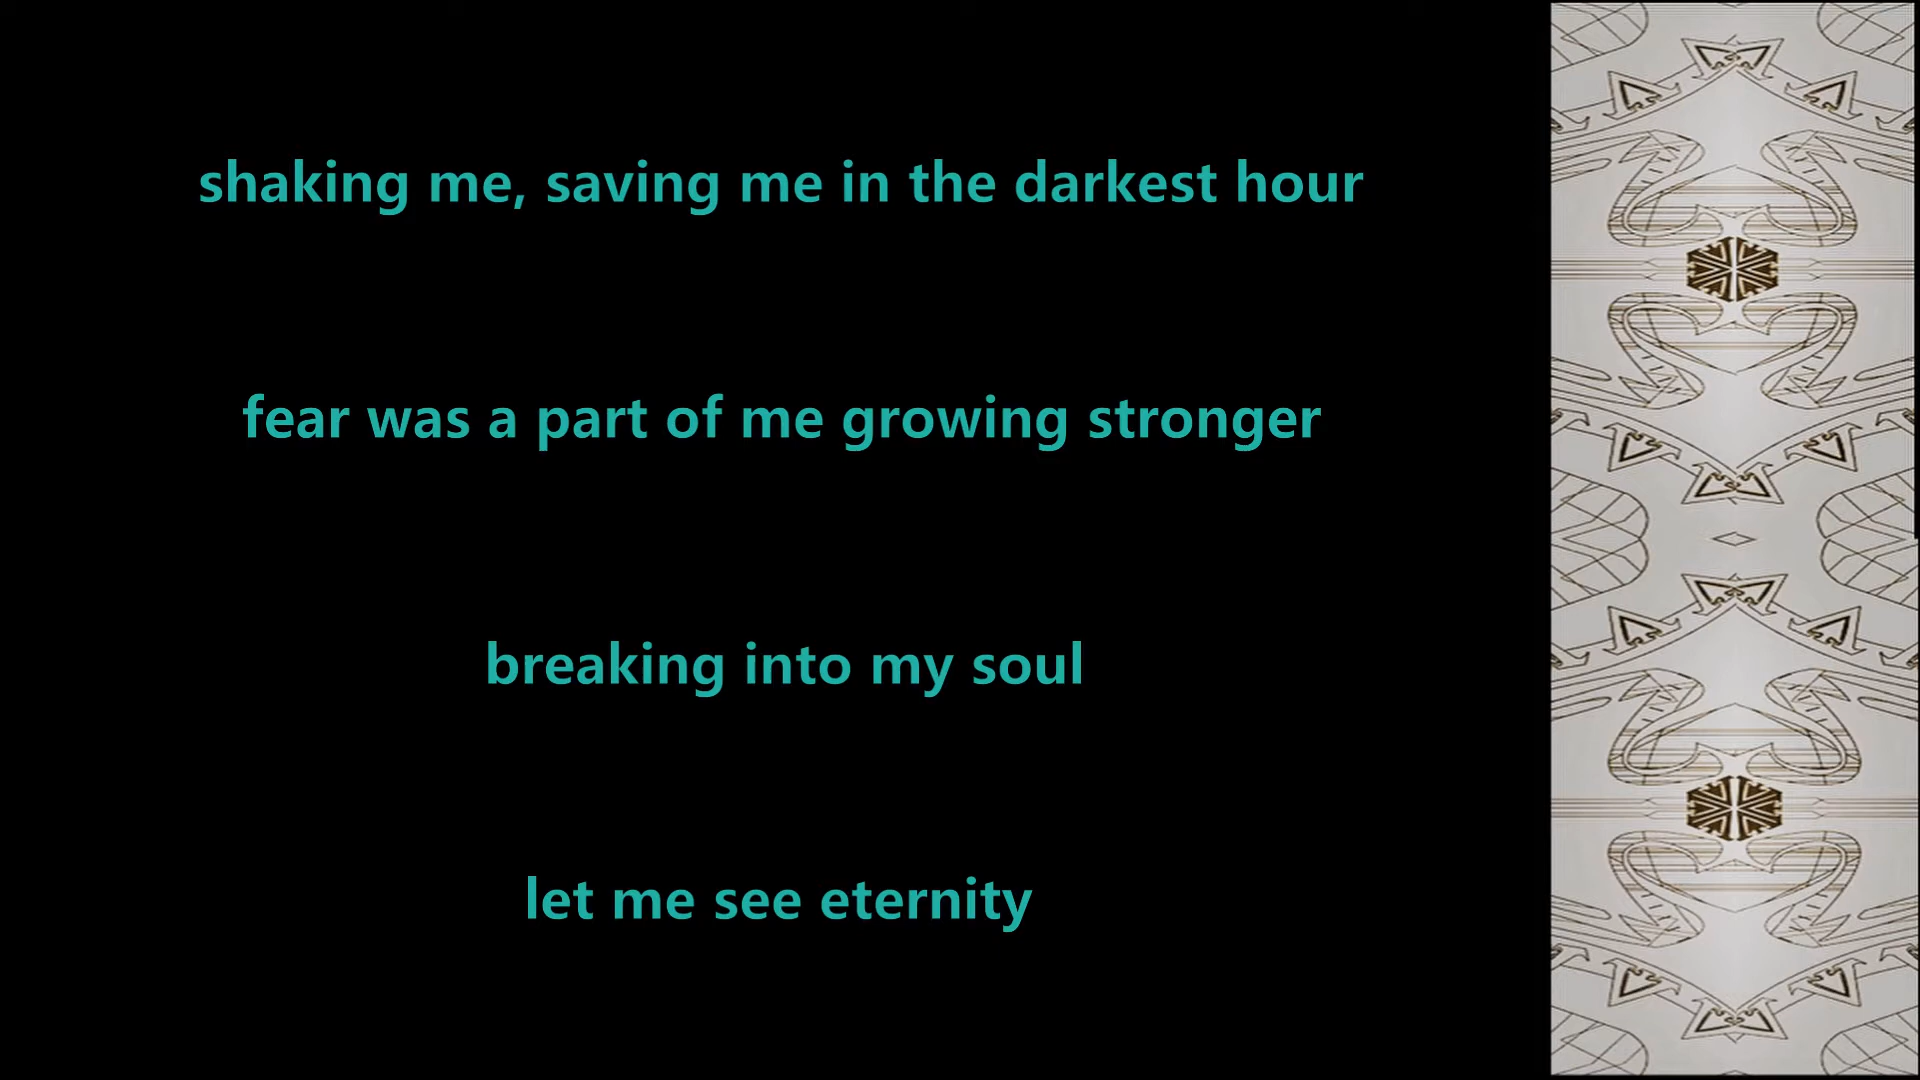 shaking me, saving me in the darkest hour
fear was a part of me growing stronger
breaking into my soul
let me see eternity